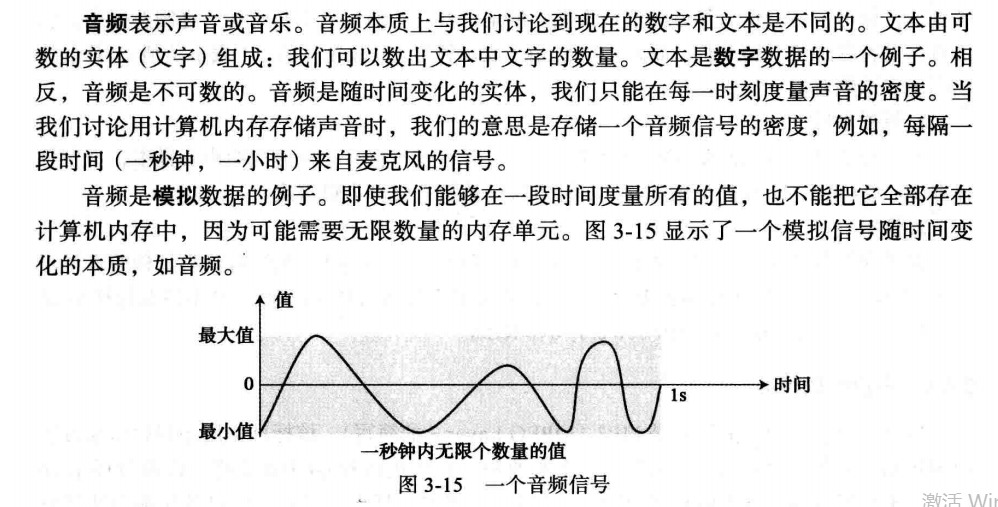 音频表示声音或音乐。音频本质上与我们讨论到现在的数字和文本是不同的。文本由可
数的实体（文字）组成：我们可以数出文本中文字的数量。文本是数字数据的一个例子。相
反，音频是不可数的。音频是随时间变化的实体，我们只能在每一时刻度量声音的密度。当
我们讨论用计算机内存存储声音时，我们的意思是存储一个音频信号的密度，例如，每隔一
段时间（一秒钟，一小时）来自麦克风的信号。
音频是模拟数据的例子。即使我们能够在一段时间度量所有的值，也不能把它全部存在
计算机内存中，因为可能需要无限数量的内存单元。图 3-15 显示了一个模拟信号随时间变
化的本质，如音频。
值
最大值
0
时间
1s
最小值
一秒钟内无限个数量的值
图 3-15 一个音频信号
激活 Win